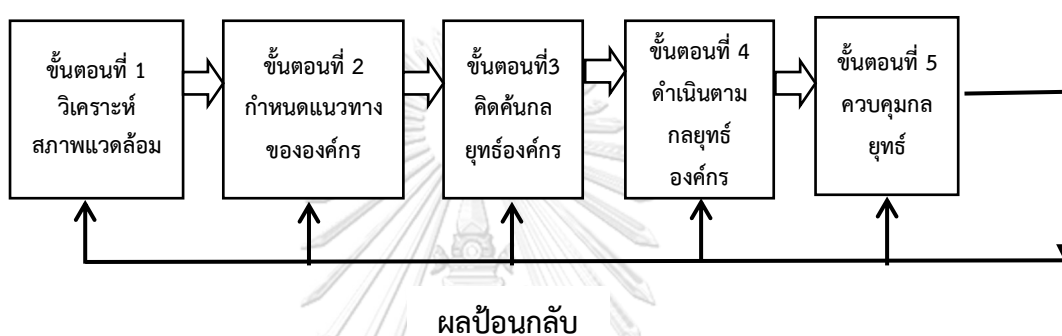 ขั้นตอนที่ 1
วิเคราะห์
สภาพแวดล้อม
ขั้นตอนที่ 2
กำหนดแนวทาง
ขององค์กร
ขั้นตอนที่3
คิดค้นกล
ยุทธ์องค์กร
ขั้นตอนที่ 4
ดำเนินตาม
กลยุทธ์
องค์กร
ขั้นตอนที่ 5
ควบคุมกล
ยุทธ์
ผลป้อนกลับ